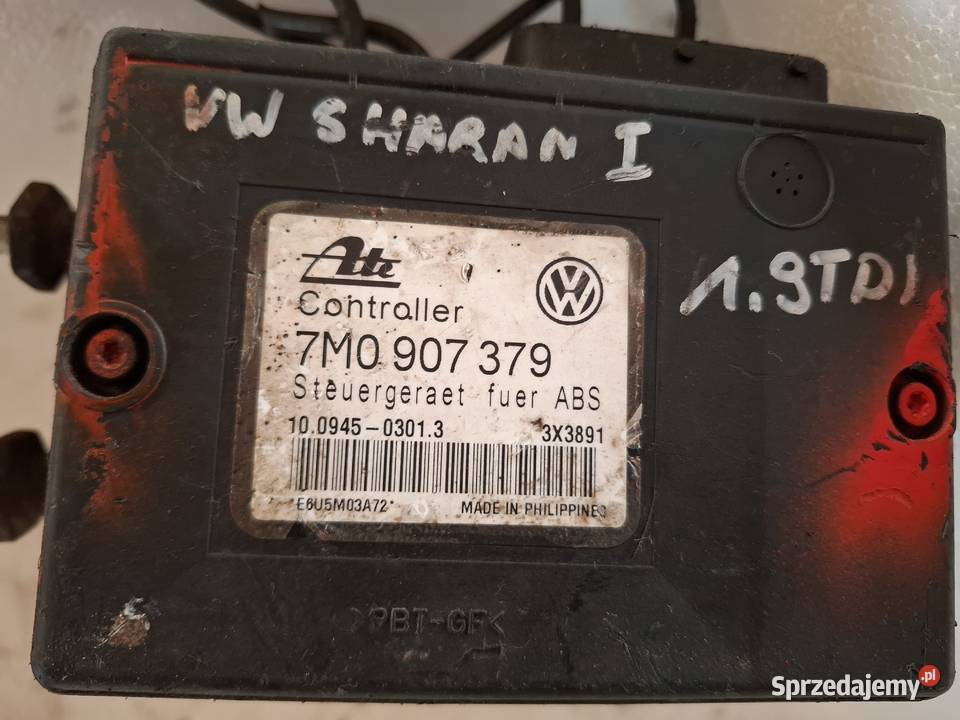 VW SHARAN I
1.9TDI
Ate
Controller
7M0 907 379
Steuergeraet fuer ABS
10.0945-0301.3 3X3891
*E6U5M03A72* MADE IN PHILIPPINES
>PBT-GF<
Sprzedajemy.pl